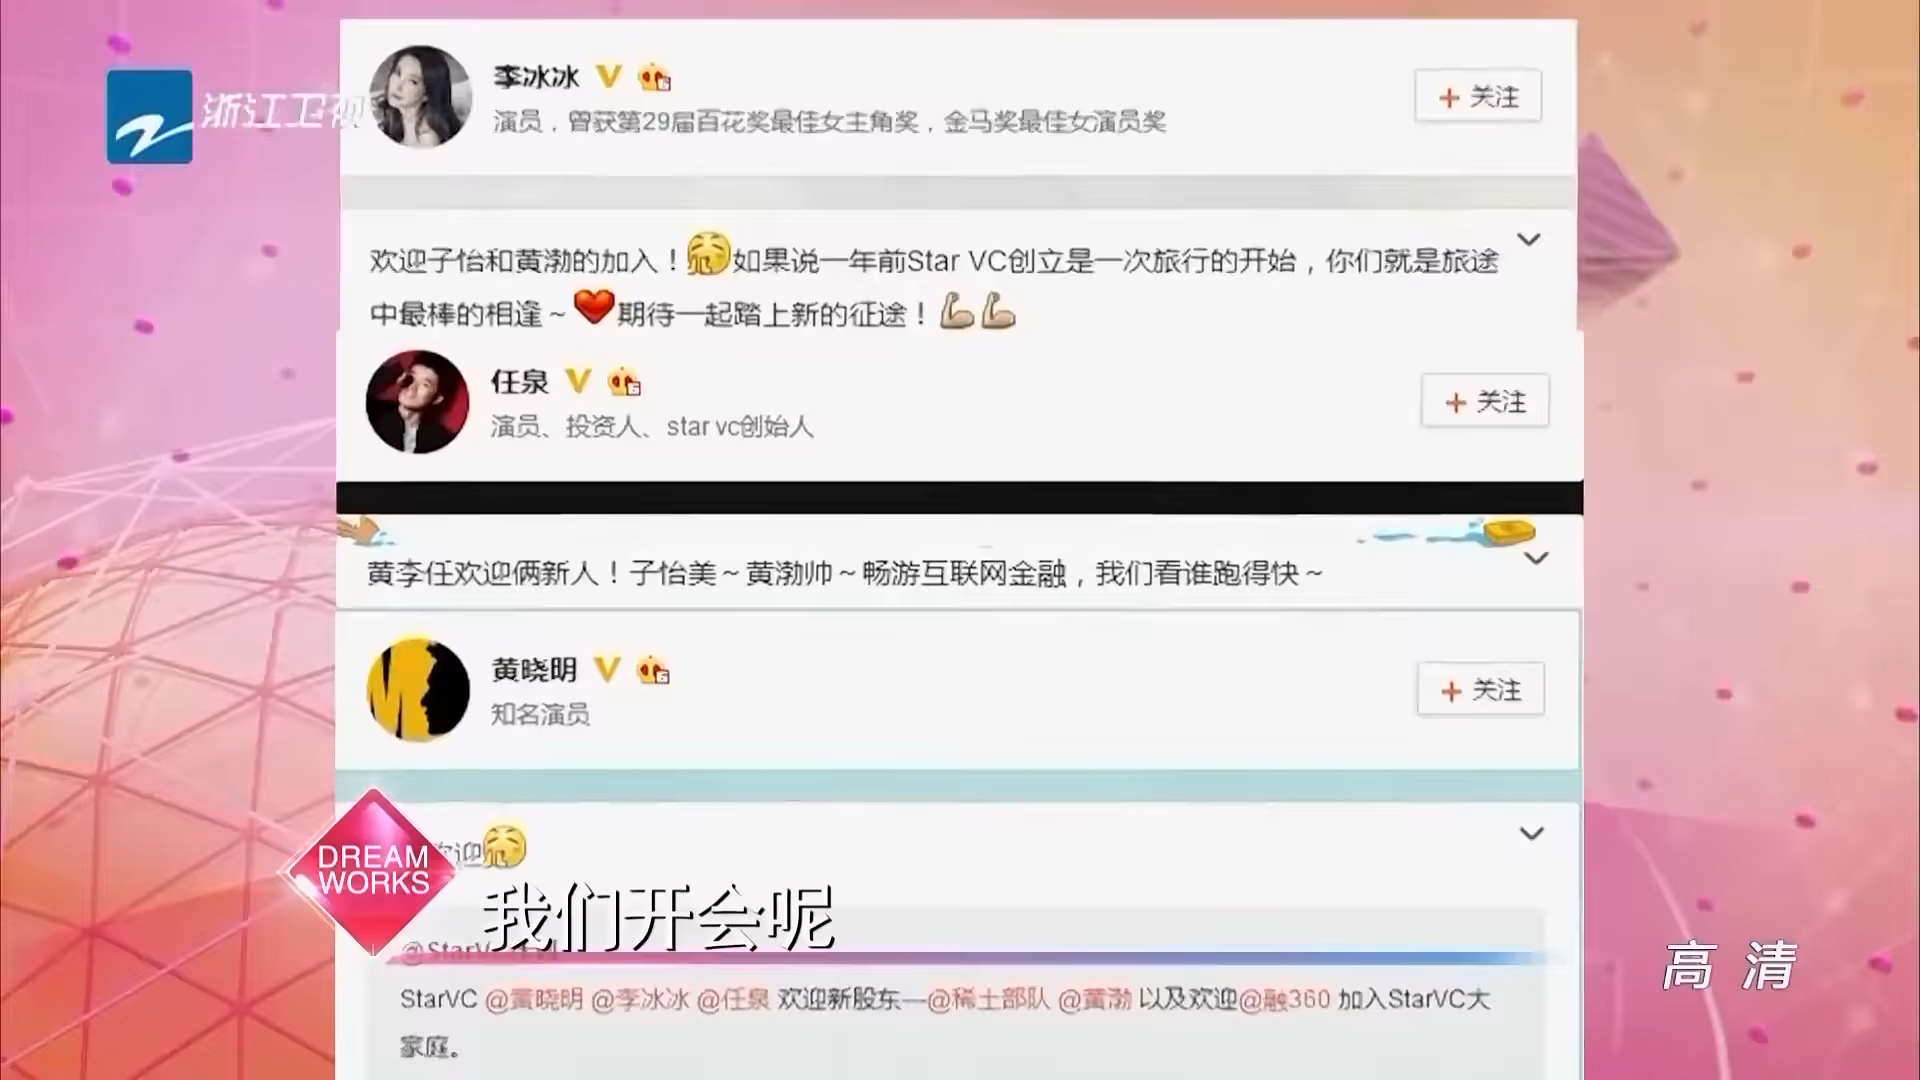 浙江卫视
李冰冰
演员，曾获第29届百花奖最佳女主角奖，金马奖最佳女演员奖
+ 关注
欢迎子怡和黄渤的加入！如果说一年前Star VC创立是一次旅行的开始，你们就是旅途
中最棒的相逢～期待一起踏上新的征途！
任泉
演员、投资人、star vc创始人
+ 关注
黄李任欢迎俩新人！子怡美～黄渤帅～畅游互联网金融，我们看谁跑得快～
黄晓明
知名演员
+ 关注
欢迎
DREAM
WORKS
我们开会呢
@StarV
高清
StarVC @黄晓明 @李冰冰 @任泉 欢迎新股东—@稀土部队 @黄渤 以及欢迎@融360 加入StarVC大
家庭。